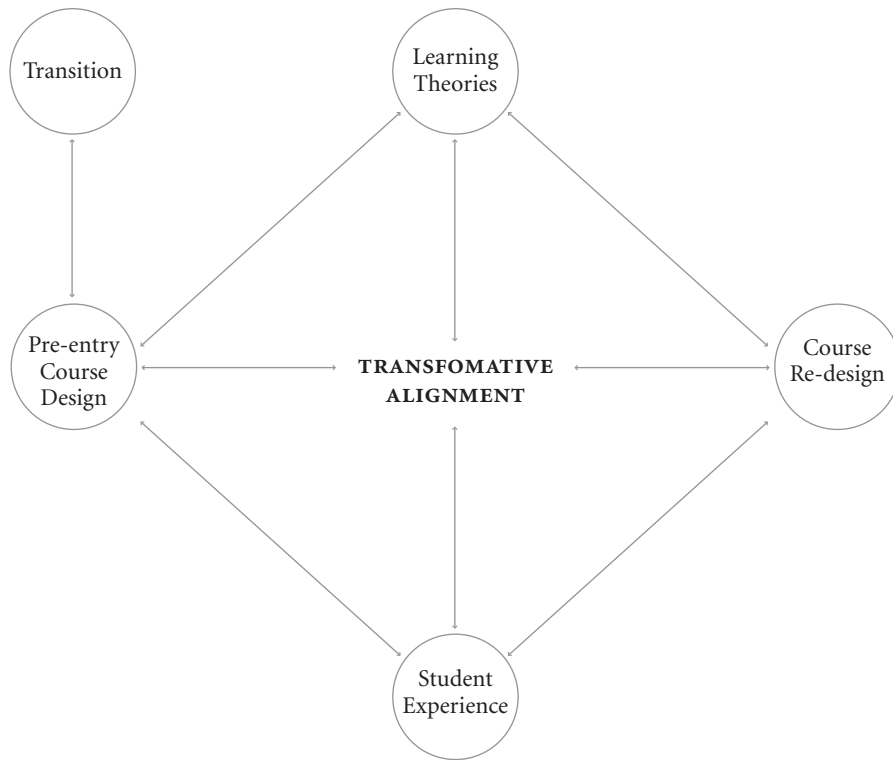 Transition
Learning
Theories
Pre-entry
Course
Design
TRANSFOMATIVE
ALIGNMENT
Course
Re-design
Student
Experience